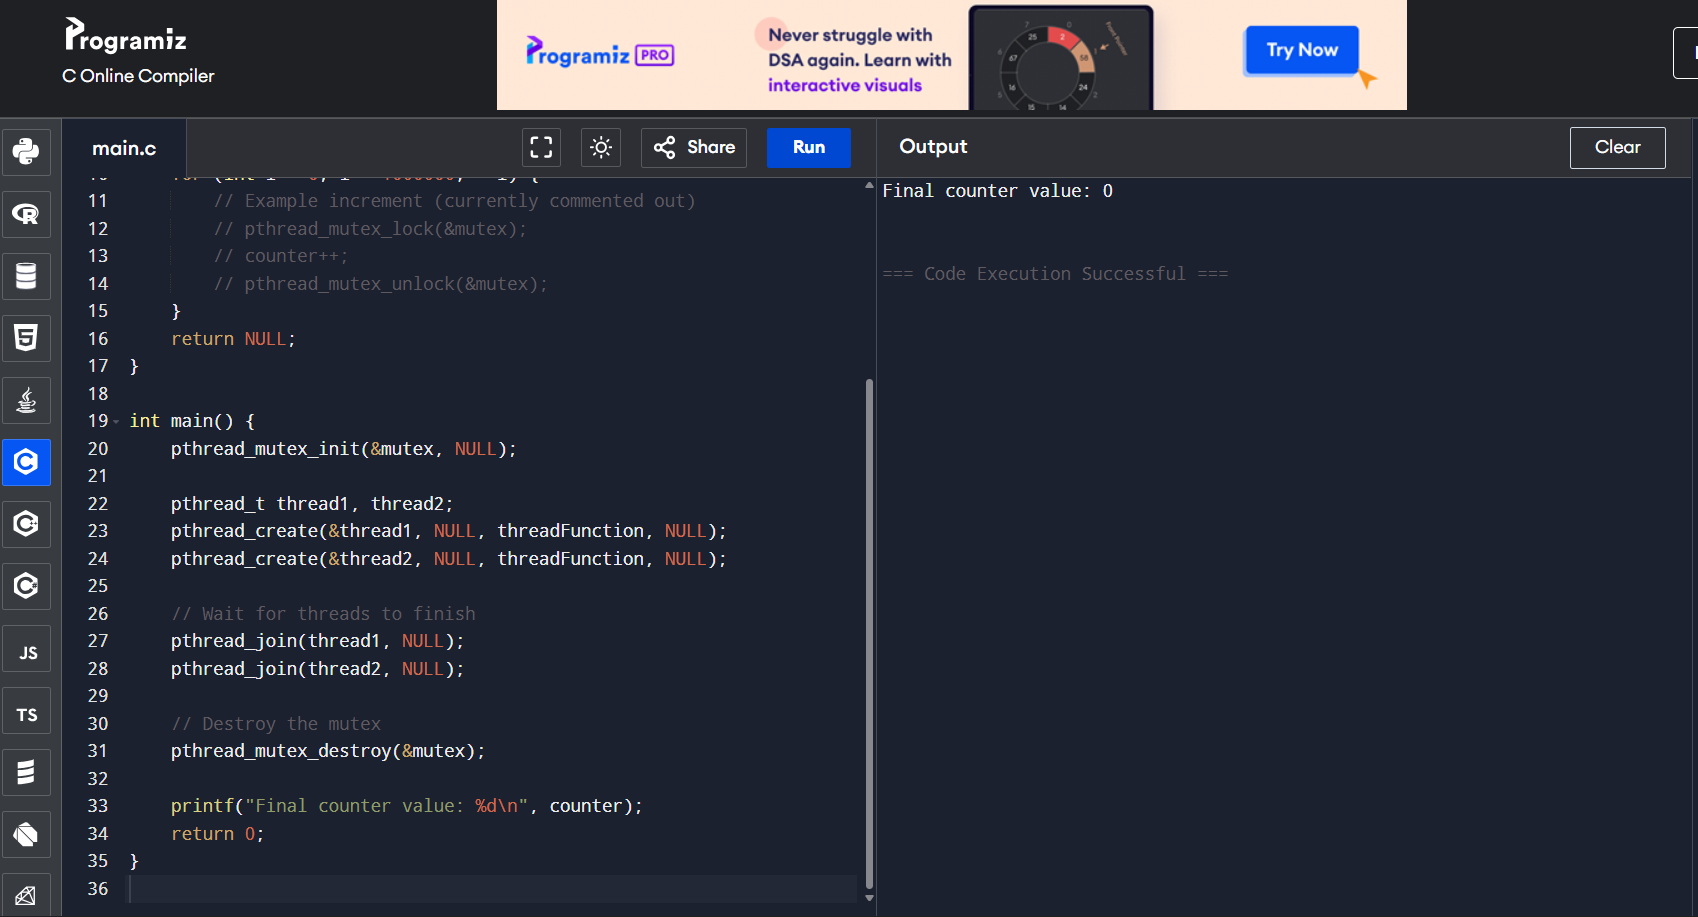 Programiz
C Online Compiler
Programiz PRO
Never struggle with
DSA again. Learn with
interactive visuals
Try Now
main.c
Share
Run
Output
Clear
Final counter value: 0
=== Code Execution Successful ===
11 // Example increment (currently commented out)
12 // pthread_mutex_lock(&mutex);
13 // counter++;
14 // pthread_mutex_unlock(&mutex);
15 }
16 return NULL;
17 }
18
19 int main() {
20 pthread_mutex_init(&mutex, NULL);
21
22 pthread_t thread1, thread2;
23 pthread_create(&thread1, NULL, threadFunction, NULL);
24 pthread_create(&thread2, NULL, threadFunction, NULL);
25
26 // Wait for threads to finish
27 pthread_join(thread1, NULL);
28 pthread_join(thread2, NULL);
29
30 // Destroy the mutex
31 pthread_mutex_destroy(&mutex);
32
33 printf("Final counter value: %d\n", counter);
34 return 0;
35 }
36
JS
TS